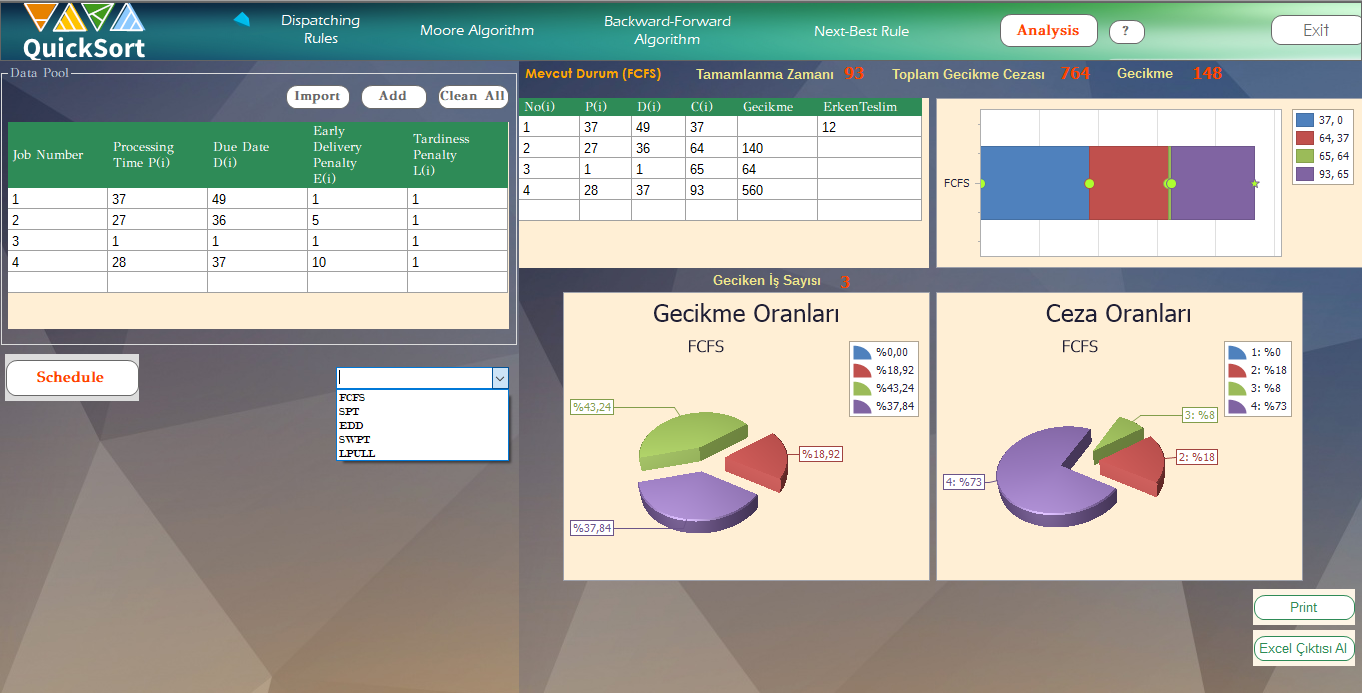 QuickSort
Dispatching
Rules
Moore Algorithm
Backward-Forward
Algorithm
Next-Best Rule
Analysis
?
Exit
Data Pool
Import
Add
Clean All
Job Number
Processing
Time P(i)
Due Date
D(i)
Early
Delivery
Penalty
E(i)
Tardiness
Penalty
L(i)
1 37 49 1 1
2 27 36 5 1
3 1 1 1 1
4 28 37 10 1
Schedule
FCFS
SPT
EDD
SWPT
LPULL
Mevcut Durum (FCFS) Tamamlanma Zamanı 93 Toplam Gecikme Cezası 764 Gecikme 148
No(i) P(i) D(i) C(i) Gecikme ErkenTeslim
1 37 49 37 12
2 27 36 64 140
3 1 1 65 64
4 28 37 93 560
FCFS
37, 0
64, 37
65, 64
93, 65
Geciken İş Sayısı 3
Gecikme Oranları
FCFS
%0,00
%18,92
%43,24
%37,84
%43,24
%18,92
%37,84
Ceza Oranları
FCFS
1: %0
2: %18
3: %8
4: %73
3: %8
2: %18
4: %73
Print
Excel Çıktısı Al